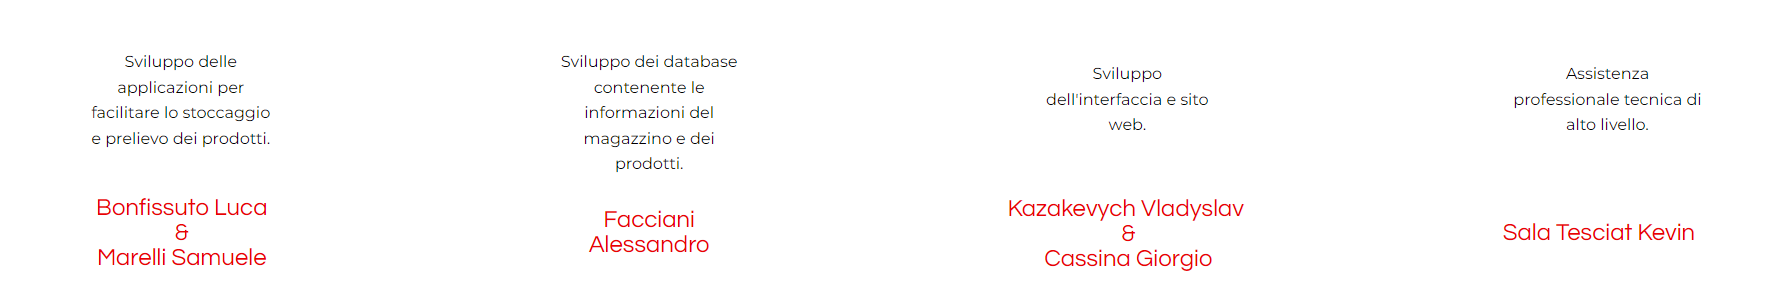 Sviluppo delle
applicazioni per
facilitare lo stoccaggio
e prelievo dei prodotti.
Bonfissuto Luca
&
Marelli Samuele
Sviluppo dei database
contenente le
informazioni del
magazzino e dei
prodotti.
Facciani
Alessandro
Sviluppo
dell'interfaccia e sito
web.
Kazakevych Vladyslav
&
Cassina Giorgio
Assistenza
professionale tecnica di
alto livello.
Sala Tesciat Kevin